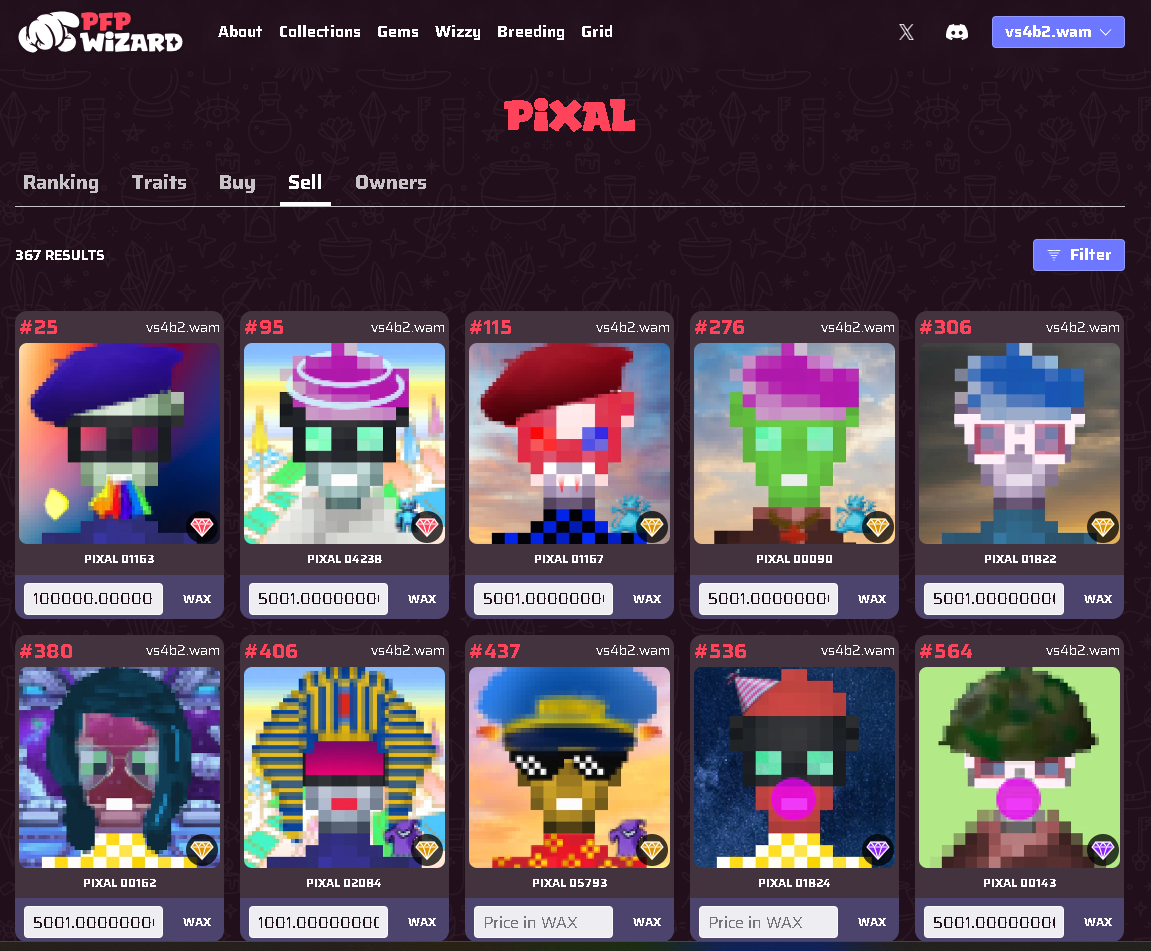 PFP WiZARD
About Collections Gems Wizzy Breeding Grid
vs4b2.wam
PiXAL
Ranking Traits Buy Sell Owners
367 RESULTS
Filter
#25 vs4b2.wam
#95 vs4b2.wam
#115 vs4b2.wam
#276 vs4b2.wam
#306 vs4b2.wam
PIXAL 01163
PIXAL 04238
PIXAL 01167
PIXAL 00090
PIXAL 01822
100000.00000 WAX
5001.0000000 WAX
5001.0000000 WAX
5001.0000000 WAX
5001.0000000 WAX
#380 vs4b2.wam
#406 vs4b2.wam
#437 vs4b2.wam
#536 vs4b2.wam
#564 vs4b2.wam
PIXAL 00162
PIXAL 02084
PIXAL 05793
PIXAL 01824
PIXAL 00143
5001.0000000 WAX
1001.00000000 WAX
Price in WAX WAX
Price in WAX WAX
5001.0000000 WAX